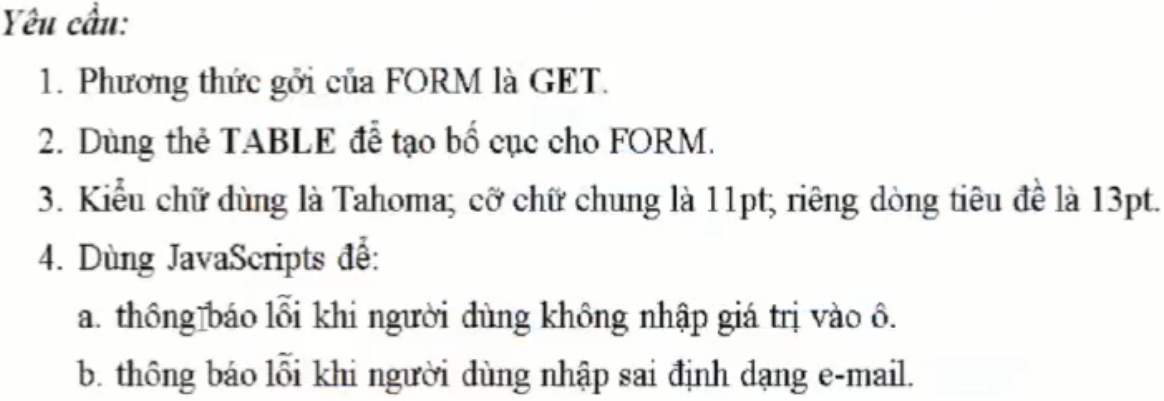 Yêu cầu:
1. Phương thức gởi của FORM là GET.
2. Dùng thẻ TABLE để tạo bố cục cho FORM.
3. Kiểu chữ dùng là Tahoma; cỡ chữ chung là 11pt; riêng dòng tiêu đề là 13pt.
4. Dùng JavaScripts để:
a. thông báo lỗi khi người dùng không nhập giá trị vào ô.
b. thông báo lỗi khi người dùng nhập sai định dạng e-mail.